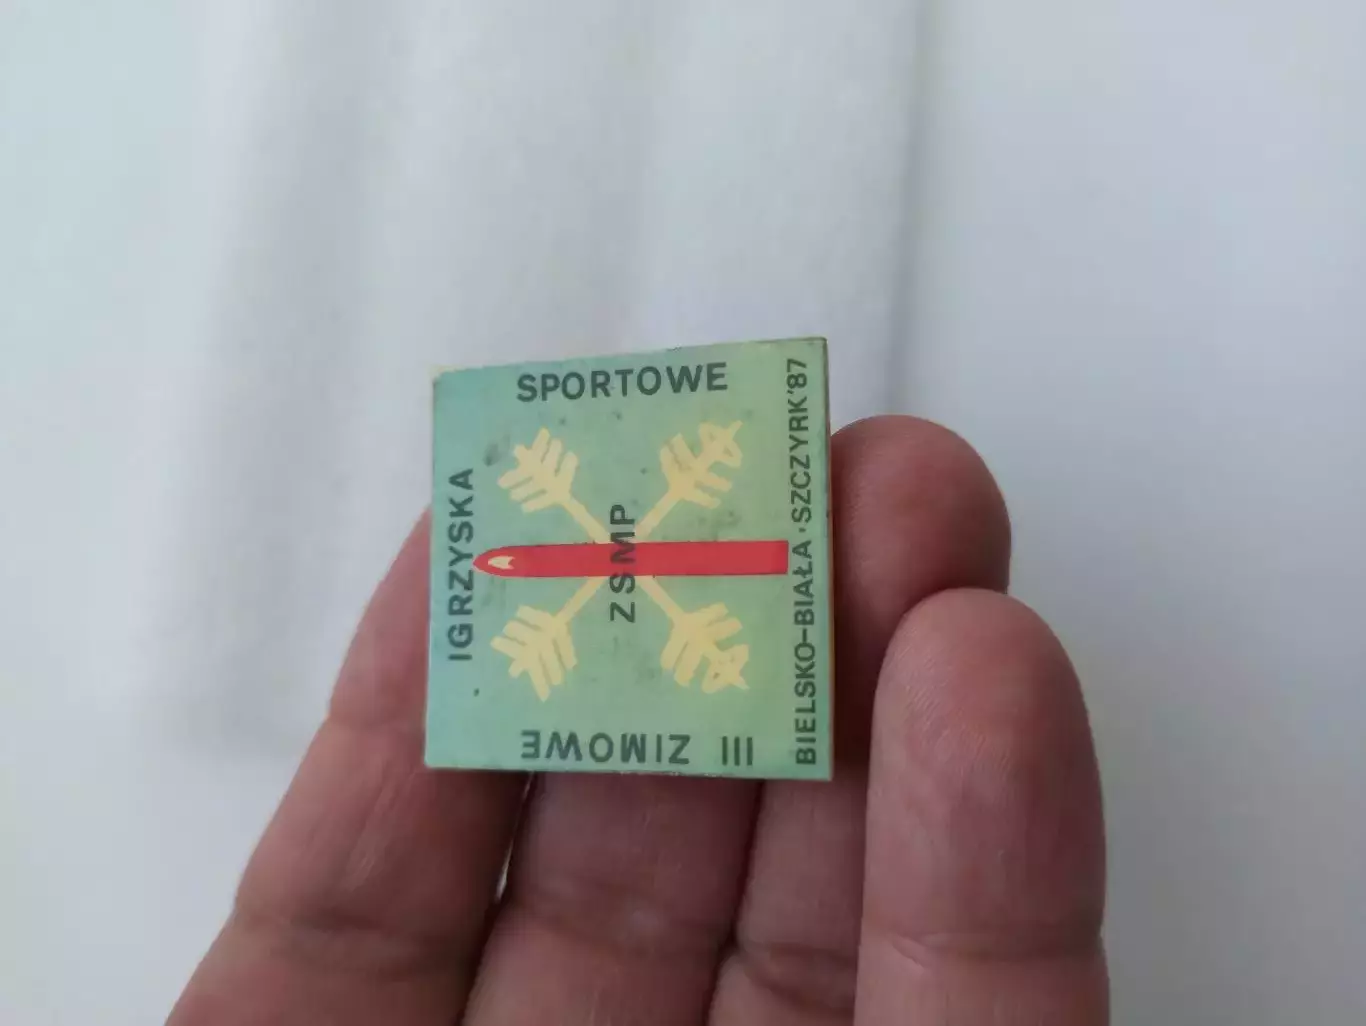 III ZIMOWE
IGRZYSKA
SPORTOWE
ZSMP
BIELSKO-BIAŁA·SZCZYRK'87